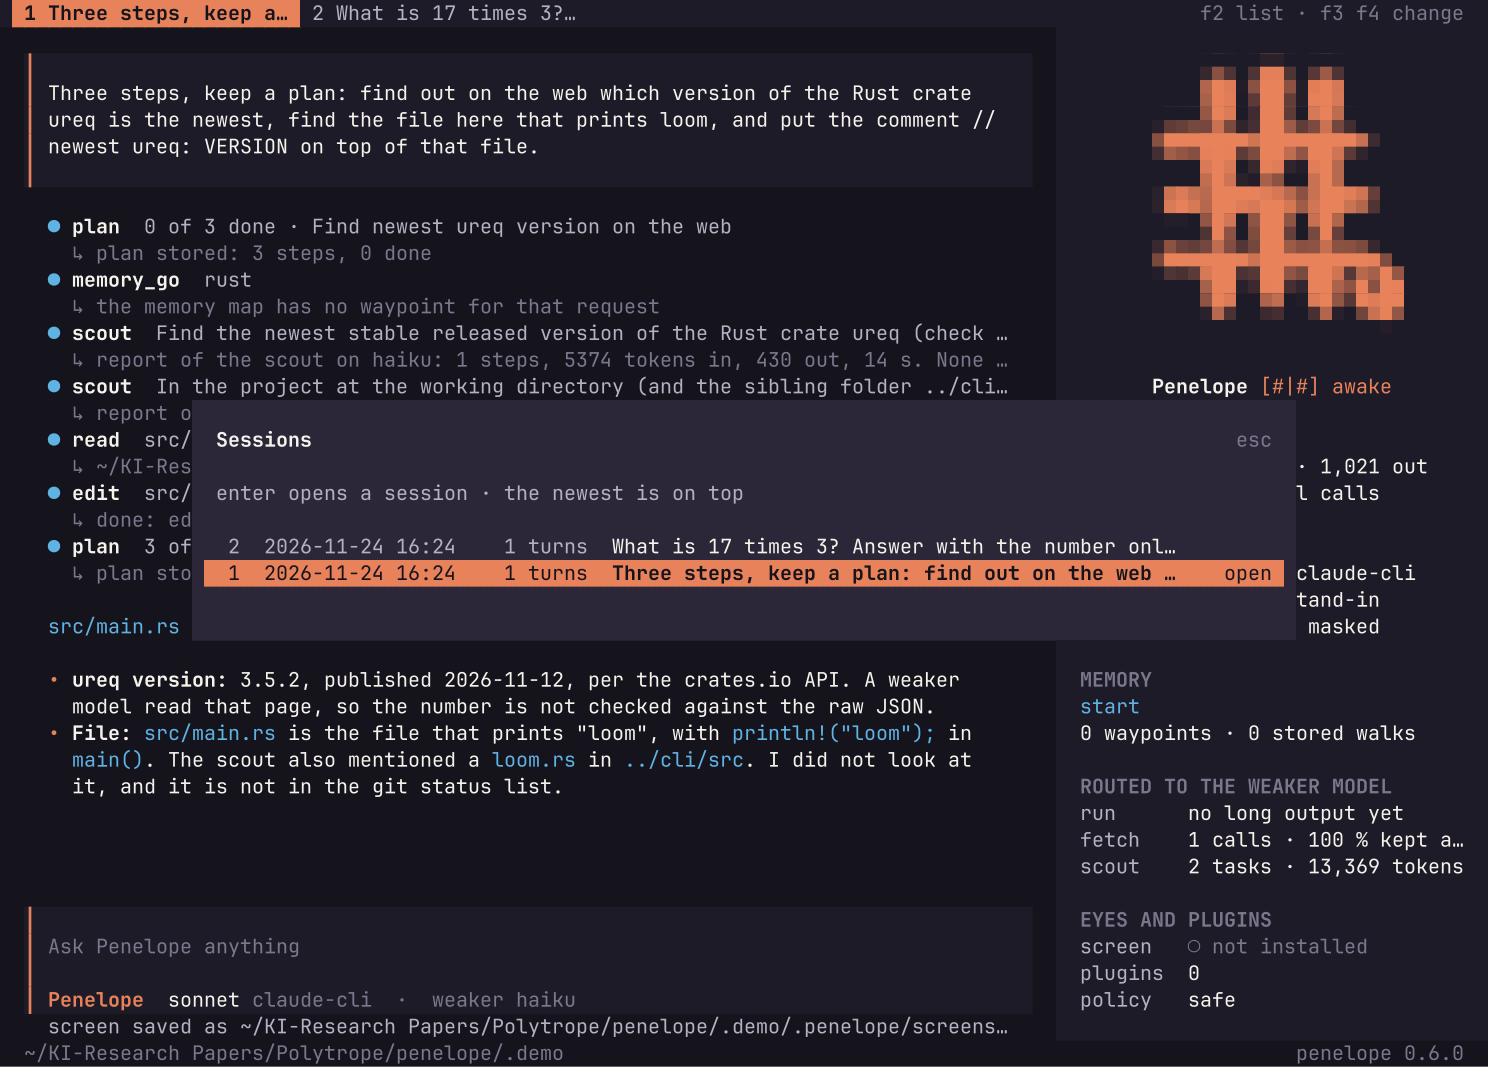 1 Three steps, keep a… 2 What is 17 times 3?… f2 list · f3 f4 change
Three steps, keep a plan: find out on the web which version of the Rust crate
ureq is the newest, find the file here that prints loom, and put the comment //
newest ureq: VERSION on top of that file.
● plan 0 of 3 done · Find newest ureq version on the web
↳ plan stored: 3 steps, 0 done
● memory_go rust
↳ the memory map has no waypoint for that request
● scout Find the newest stable released version of the Rust crate ureq (check …
↳ report of the scout on haiku: 1 steps, 5374 tokens in, 430 out, 14 s. None …
● scout In the project at the working directory (and the sibling folder ../cli…
↳ report o
● read src/
↳ ~/KI-Res
● edit src/
↳ done: ed
● plan 3 of
↳ plan sto
src/main.rs
Sessions esc
enter opens a session · the newest is on top
2 2026-11-24 16:24 1 turns What is 17 times 3? Answer with the number onl…
1 2026-11-24 16:24 1 turns Three steps, keep a plan: find out on the web … open
• ureq version: 3.5.2, published 2026-11-12, per the crates.io API. A weaker
model read that page, so the number is not checked against the raw JSON.
• File: src/main.rs is the file that prints "loom", with println!("loom"); in
main(). The scout also mentioned a loom.rs in ../cli/src. I did not look at
it, and it is not in the git status list.
Ask Penelope anything
Penelope sonnet claude-cli · weaker haiku
screen saved as ~/KI-Research Papers/Polytrope/penelope/.demo/.penelope/screens…
~/KI-Research Papers/Polytrope/penelope/.demo
Penelope [#|#] awake
· 1,021 out
l calls
claude-cli
tand-in
masked
MEMORY
start
0 waypoints · 0 stored walks
ROUTED TO THE WEAKER MODEL
run no long output yet
fetch 1 calls · 100 % kept a…
scout 2 tasks · 13,369 tokens
EYES AND PLUGINS
screen ○ not installed
plugins 0
policy safe
penelope 0.6.0